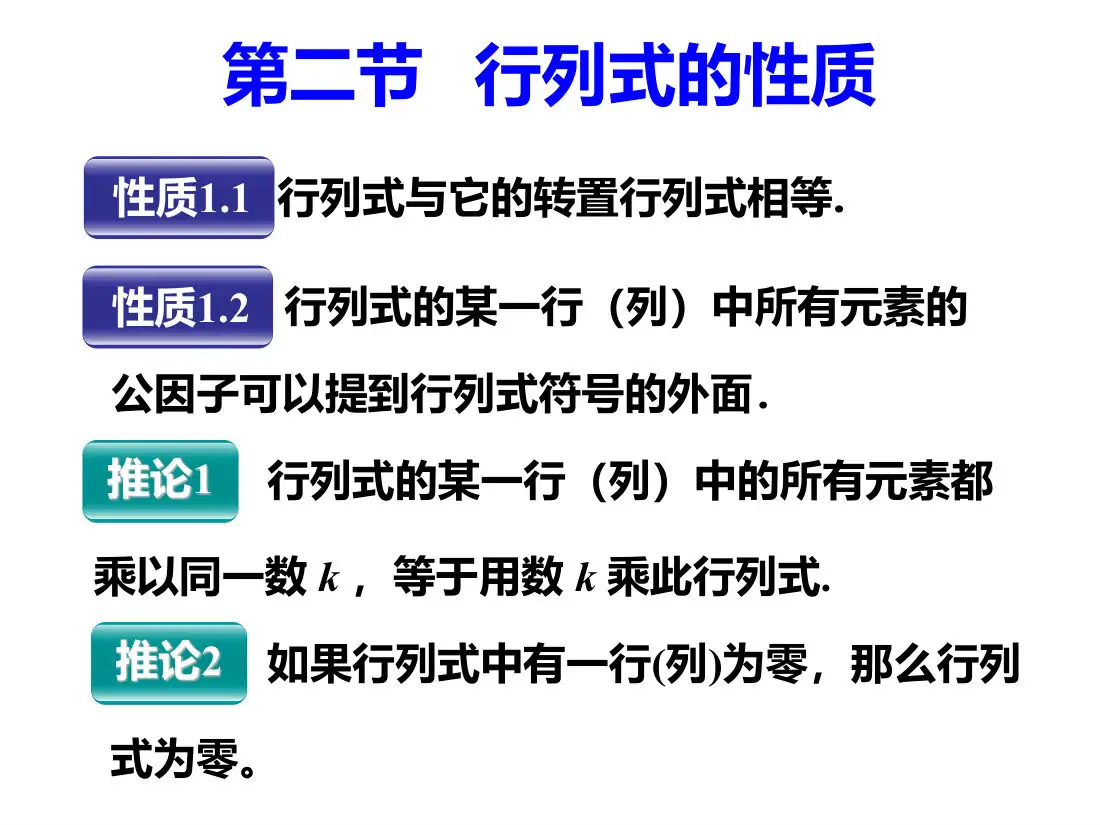 第二节 行列式的性质
性质1.1 行列式与它的转置行列式相等.
性质1.2 行列式的某一行（列）中所有元素的
公因子可以提到行列式符号的外面.
推论1 行列式的某一行（列）中的所有元素都
乘以同一数 k ，等于用数 k 乘此行列式.
推论2 如果行列式中有一行(列)为零，那么行列
式为零。